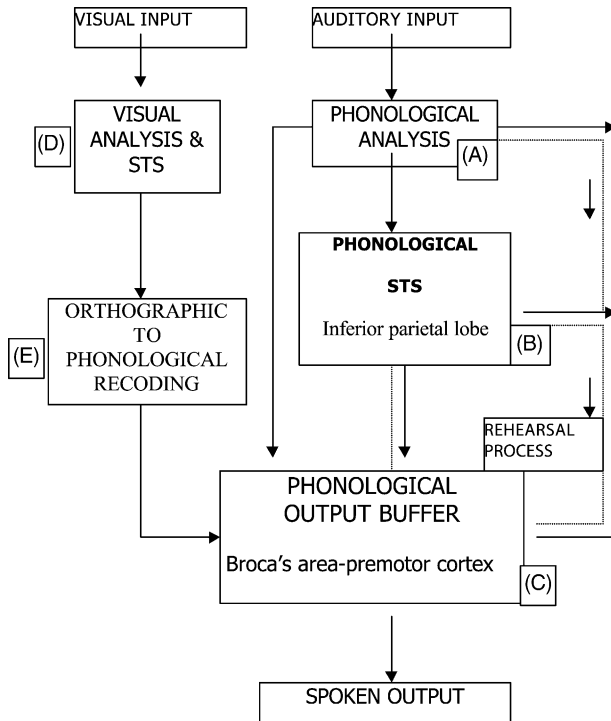 VISUAL INPUT
AUDITORY INPUT
VISUAL
ANALYSIS &
STS
(D)
PHONOLOGICAL
ANALYSIS
(A)
PHONOLOGICAL
STS
Inferior parietal lobe
(B)
ORTHOGRAPHIC
TO
PHONOLOGICAL
RECODING
(E)
REHEARSAL
PROCESS
PHONOLOGICAL
OUTPUT BUFFER
Broca's area-premotor cortex
(C)
SPOKEN OUTPUT